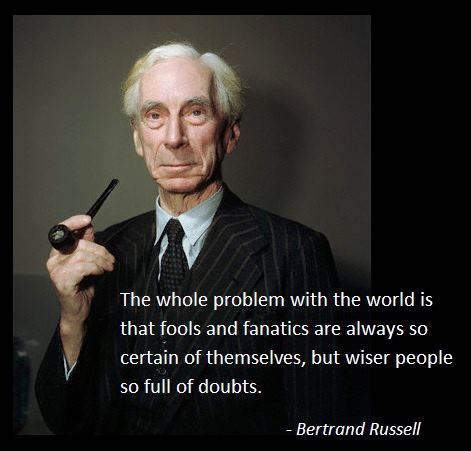 The whole problem with the world is
that fools and fanatics are always so
certain of themselves, but wiser people
so full of doubts.
- Bertrand Russell